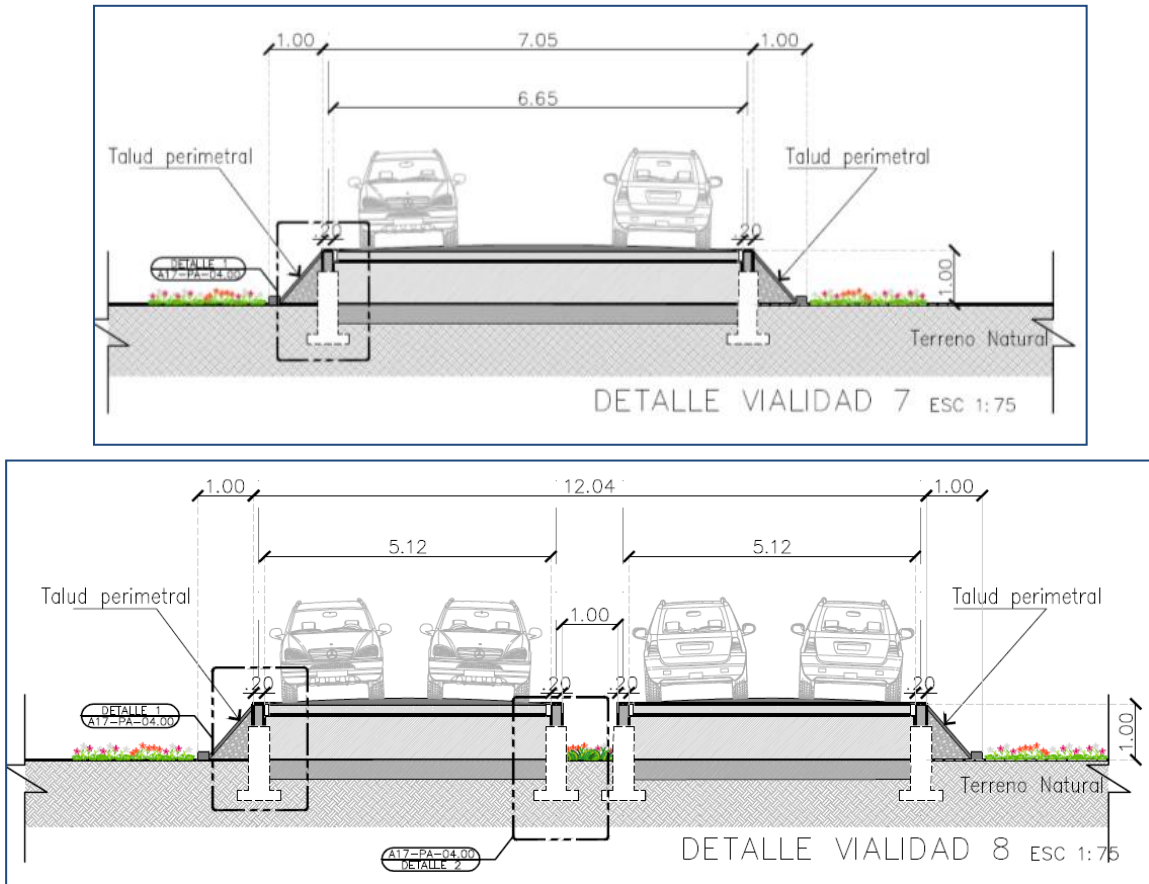 1.00 7.05 1.00
6.65
Talud perimetral Talud perimetral
.20 .20
DETALLE 1
A17-PA-04.00
1.00
Terreno Natural
DETALLE VIALIDAD 7 ESC 1:75
1.00 12.04 1.00
5.12 5.12
Talud perimetral Talud perimetral
1.00
.20 .20 .20 .20
DETALLE 1
A17-PA-04.00
1.00
Terreno Natural
DETALLE VIALIDAD 8 ESC 1:75
A17-PA-04.00
DETALLE 2